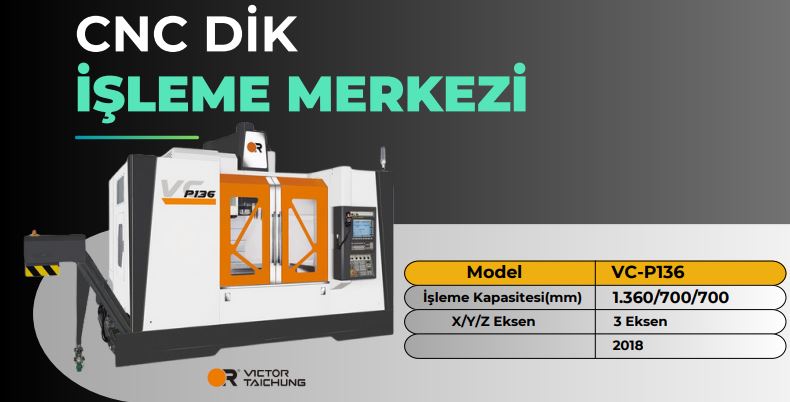 CNC DİK
İŞLEME MERKEZİ
R
VC
P136
R VICTOR
TAICHUNG
Model VC-P136
İşleme Kapasitesi(mm) 1.360/700/700
X/Y/Z Eksen 3 Eksen
2018